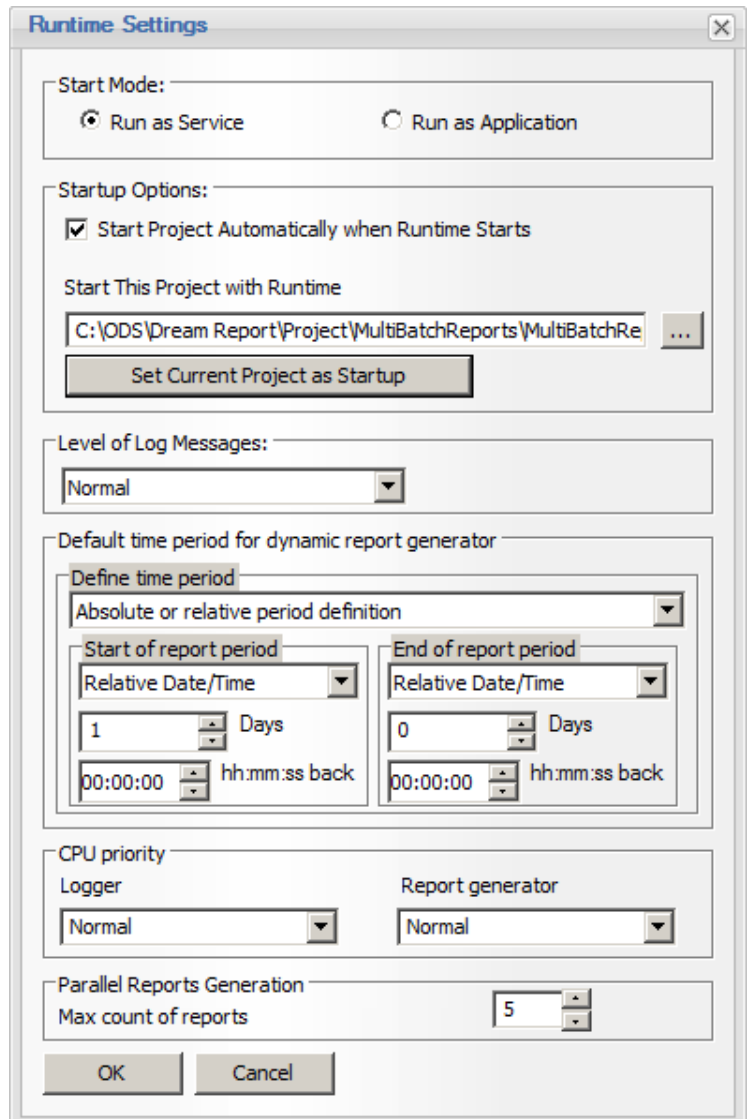 Runtime Settings
Start Mode:
Run as Service
Run as Application
Startup Options:
Start Project Automatically when Runtime Starts
Start This Project with Runtime
C:\ODS\Dream Report\Project\MultiBatchReports\MultiBatchRe
...
Set Current Project as Startup
Level of Log Messages:
Normal
Default time period for dynamic report generator
Define time period
Absolute or relative period definition
Start of report period
Relative Date/Time
1 Days
00:00:00 hh:mm:ss back
End of report period
Relative Date/Time
0 Days
00:00:00 hh:mm:ss back
CPU priority
Logger
Normal
Report generator
Normal
Parallel Reports Generation
Max count of reports 5
OK
Cancel